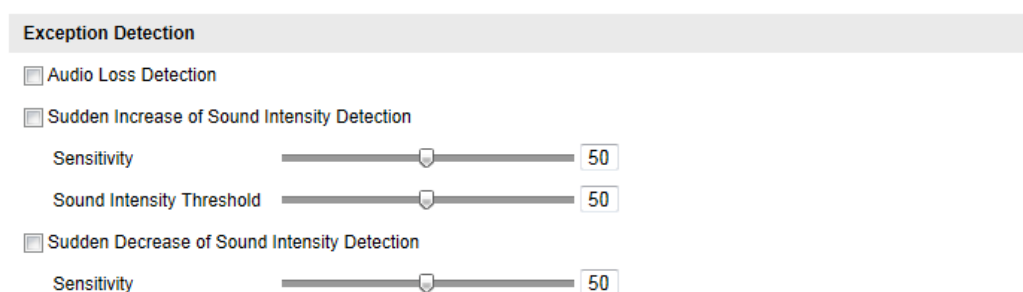 Exception Detection
Audio Loss Detection
Sudden Increase of Sound Intensity Detection
Sensitivity 50
Sound Intensity Threshold 50
Sudden Decrease of Sound Intensity Detection
Sensitivity 50